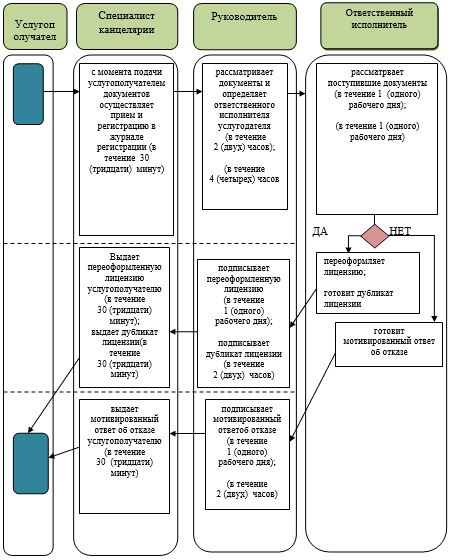 Услугоп
олучател
Специалист
канцелярии
Руководитель
Ответственный
исполнитель
с момента подачи
услугополучателем
документов
осуществляет
прием и
регистрацию в
журнале
регистрации (в
течение 30
(тридцати) минут)
рассматривает
документы и
определяет
ответственного
исполнителя
услугодателя
(в течение
2 (двух) часов);
(в течение
4 (четырех) часов
рассматрвает
поступившие документы
(в течение 1 (одного)
рабочего дня);
(в течение 1 (одного)
рабочего дня)
ДА
НЕТ
Выдает
переоформленную
лицензию
услугополучателю
(в течение
30 (тридцати)
минут);
выдает дубликат
лицензии(в
течение
30 (тридцати)
минут)
подписывает
переоформленную
лицензию
(в течение
1 (одного)
рабочего дня);
подписывает
дубликат лицензии
(в течение
2 (двух) часов)
переоформляет
лицензию;
готовит дубликат
лицензии
готовит
мотивированный ответ
об отказе
выдает
мотивированный
ответ об отказе
услугополучателю
(в течение
30 (тридцати)
минут)
подписывает
мотивированный
ответоб отказе
(в течение
1 (одного)
рабочего дня);
(в течение
2 (двух) часов)